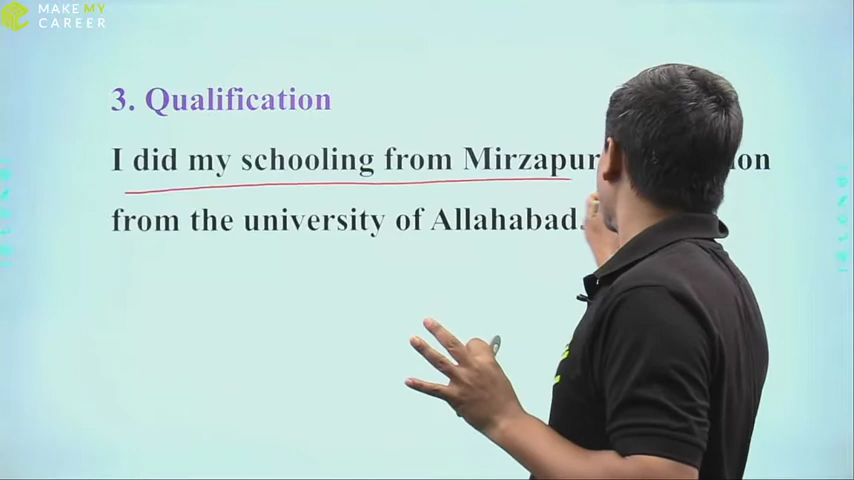 MAKE MY
CAREER
3. Qualification
I did my schooling from Mirzapur
from the university of Allahabad.